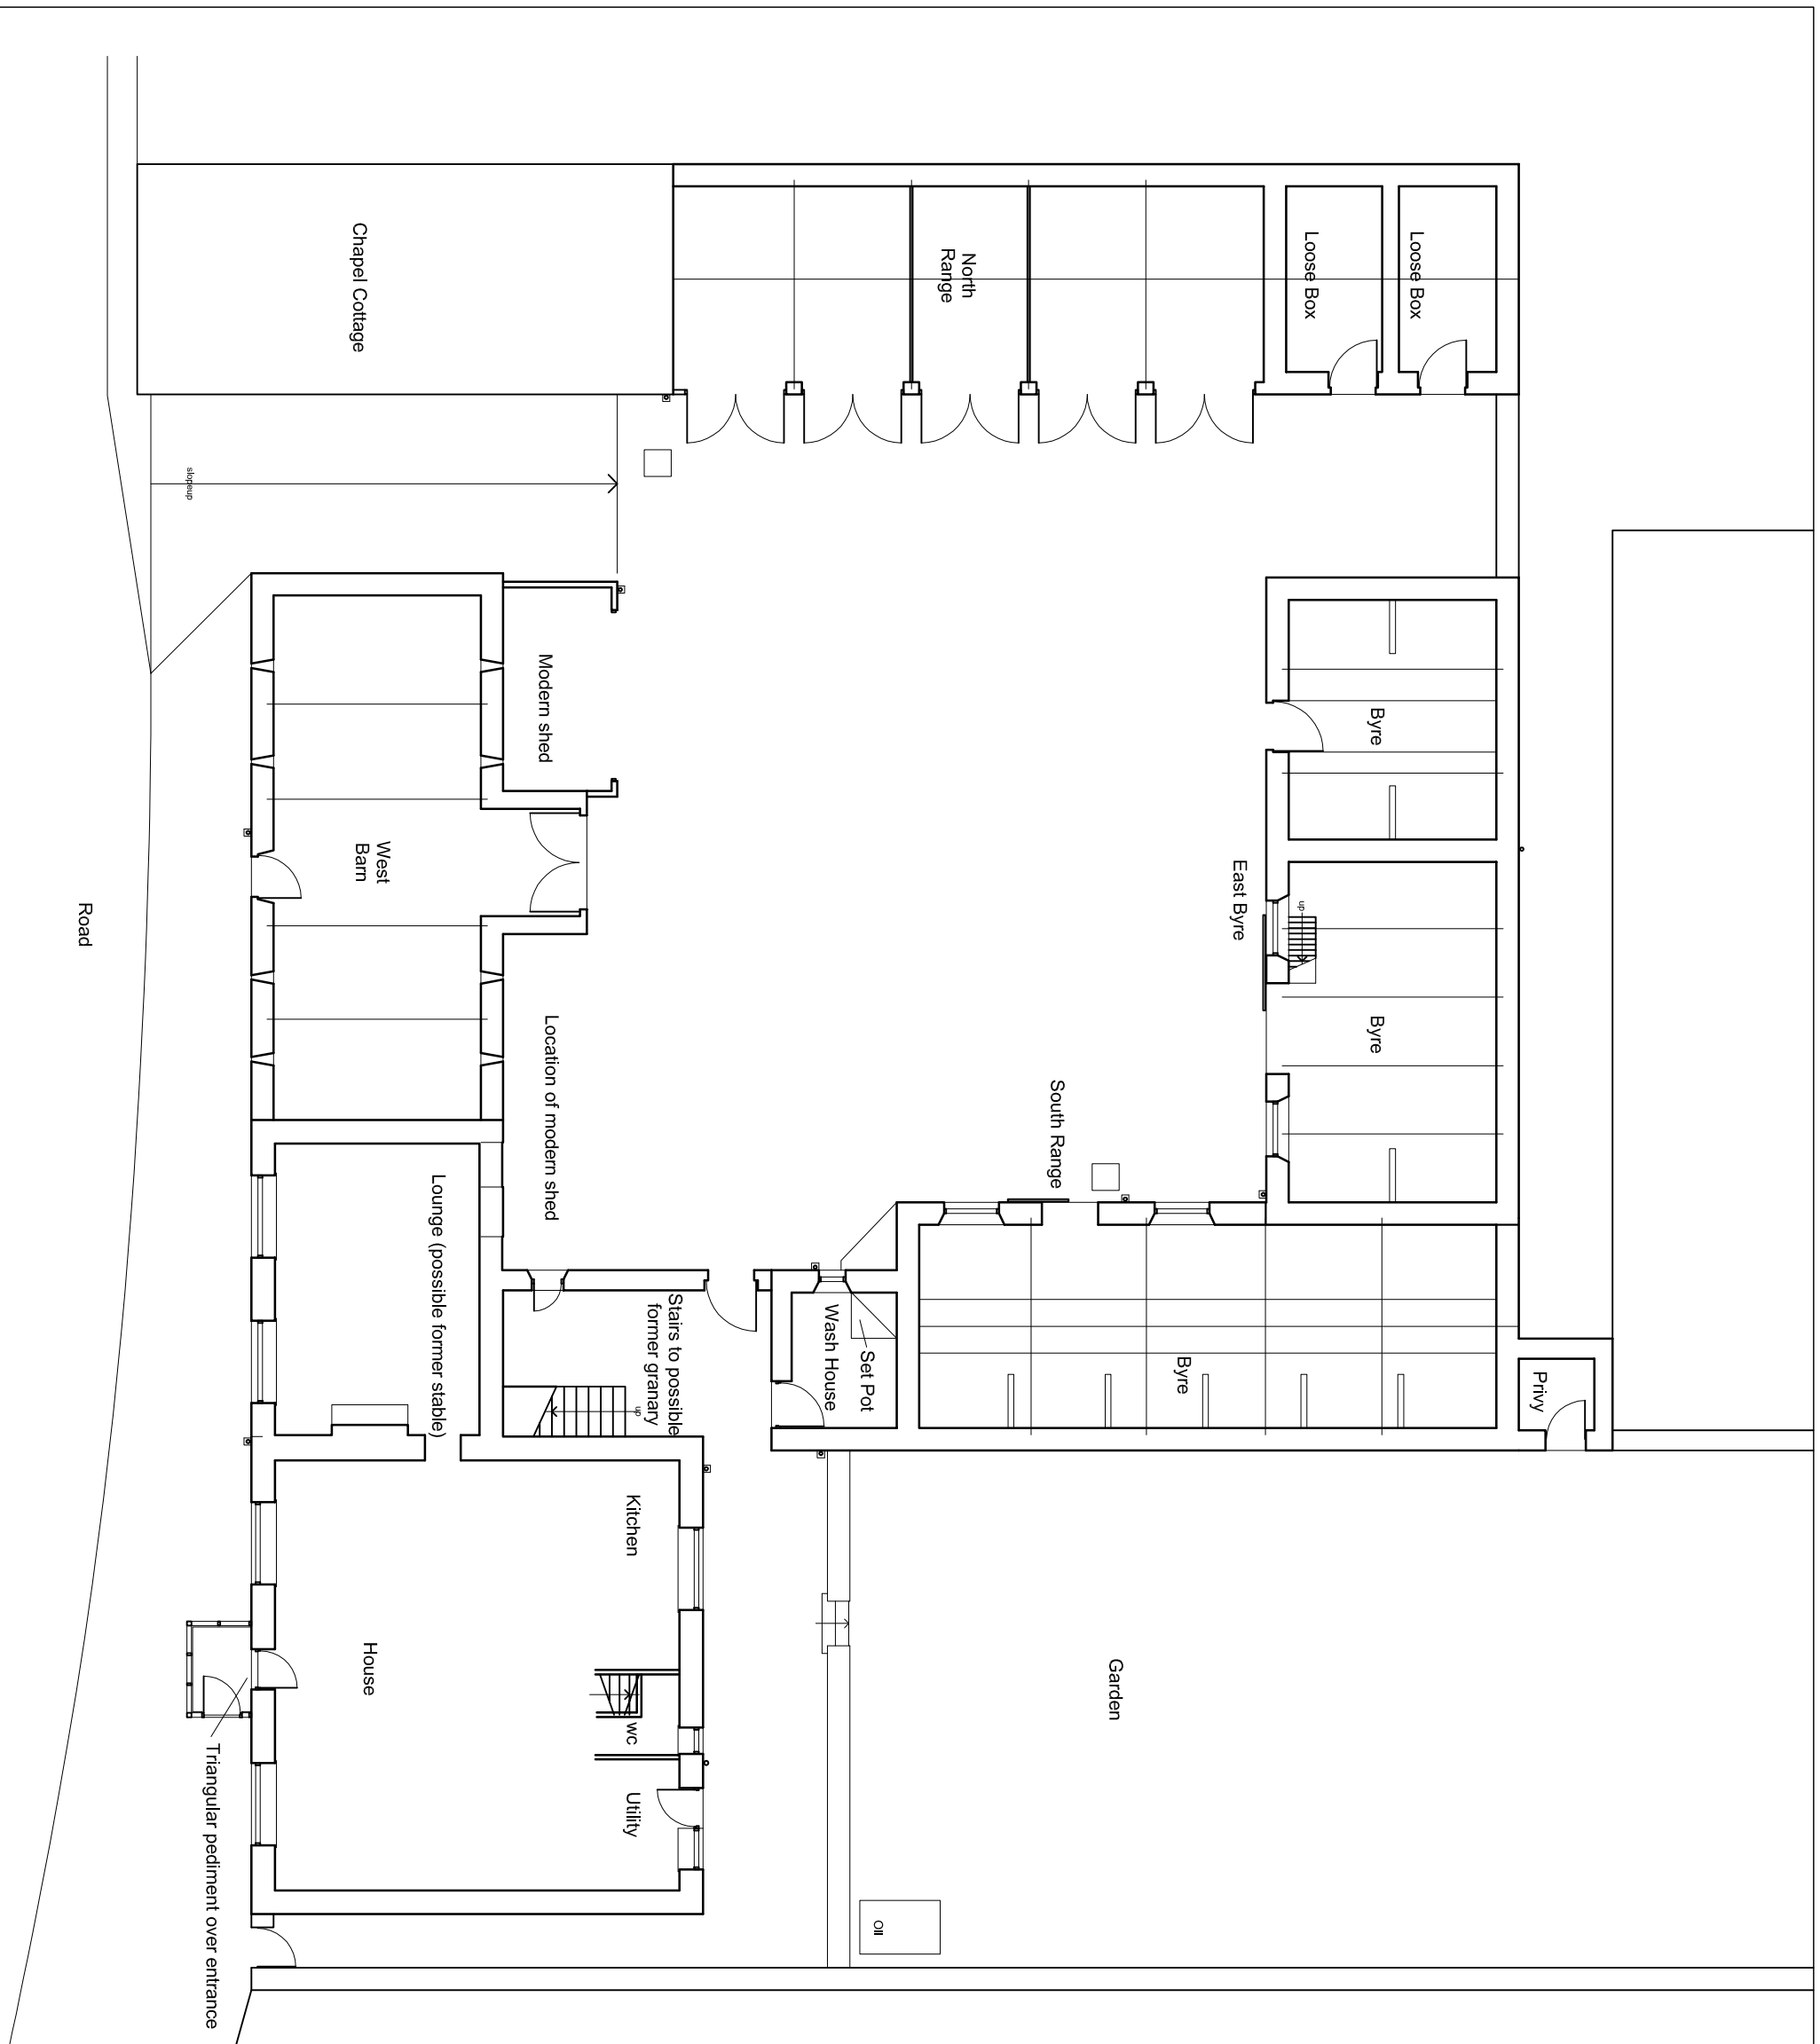 Chapel Cottage
North
Range
Loose Box
Loose Box
slopeup
Modern shed
West
Barn
Road
Byre
East Byre
up
Byre
Location of modern shed
South Range
Lounge (possible former stable)
Stairs to possible
former granary
up
Wash House
Set Pot
Byre
Privy
Kitchen
House
wc
Utility
Triangular pediment over entrance
Garden
Oil